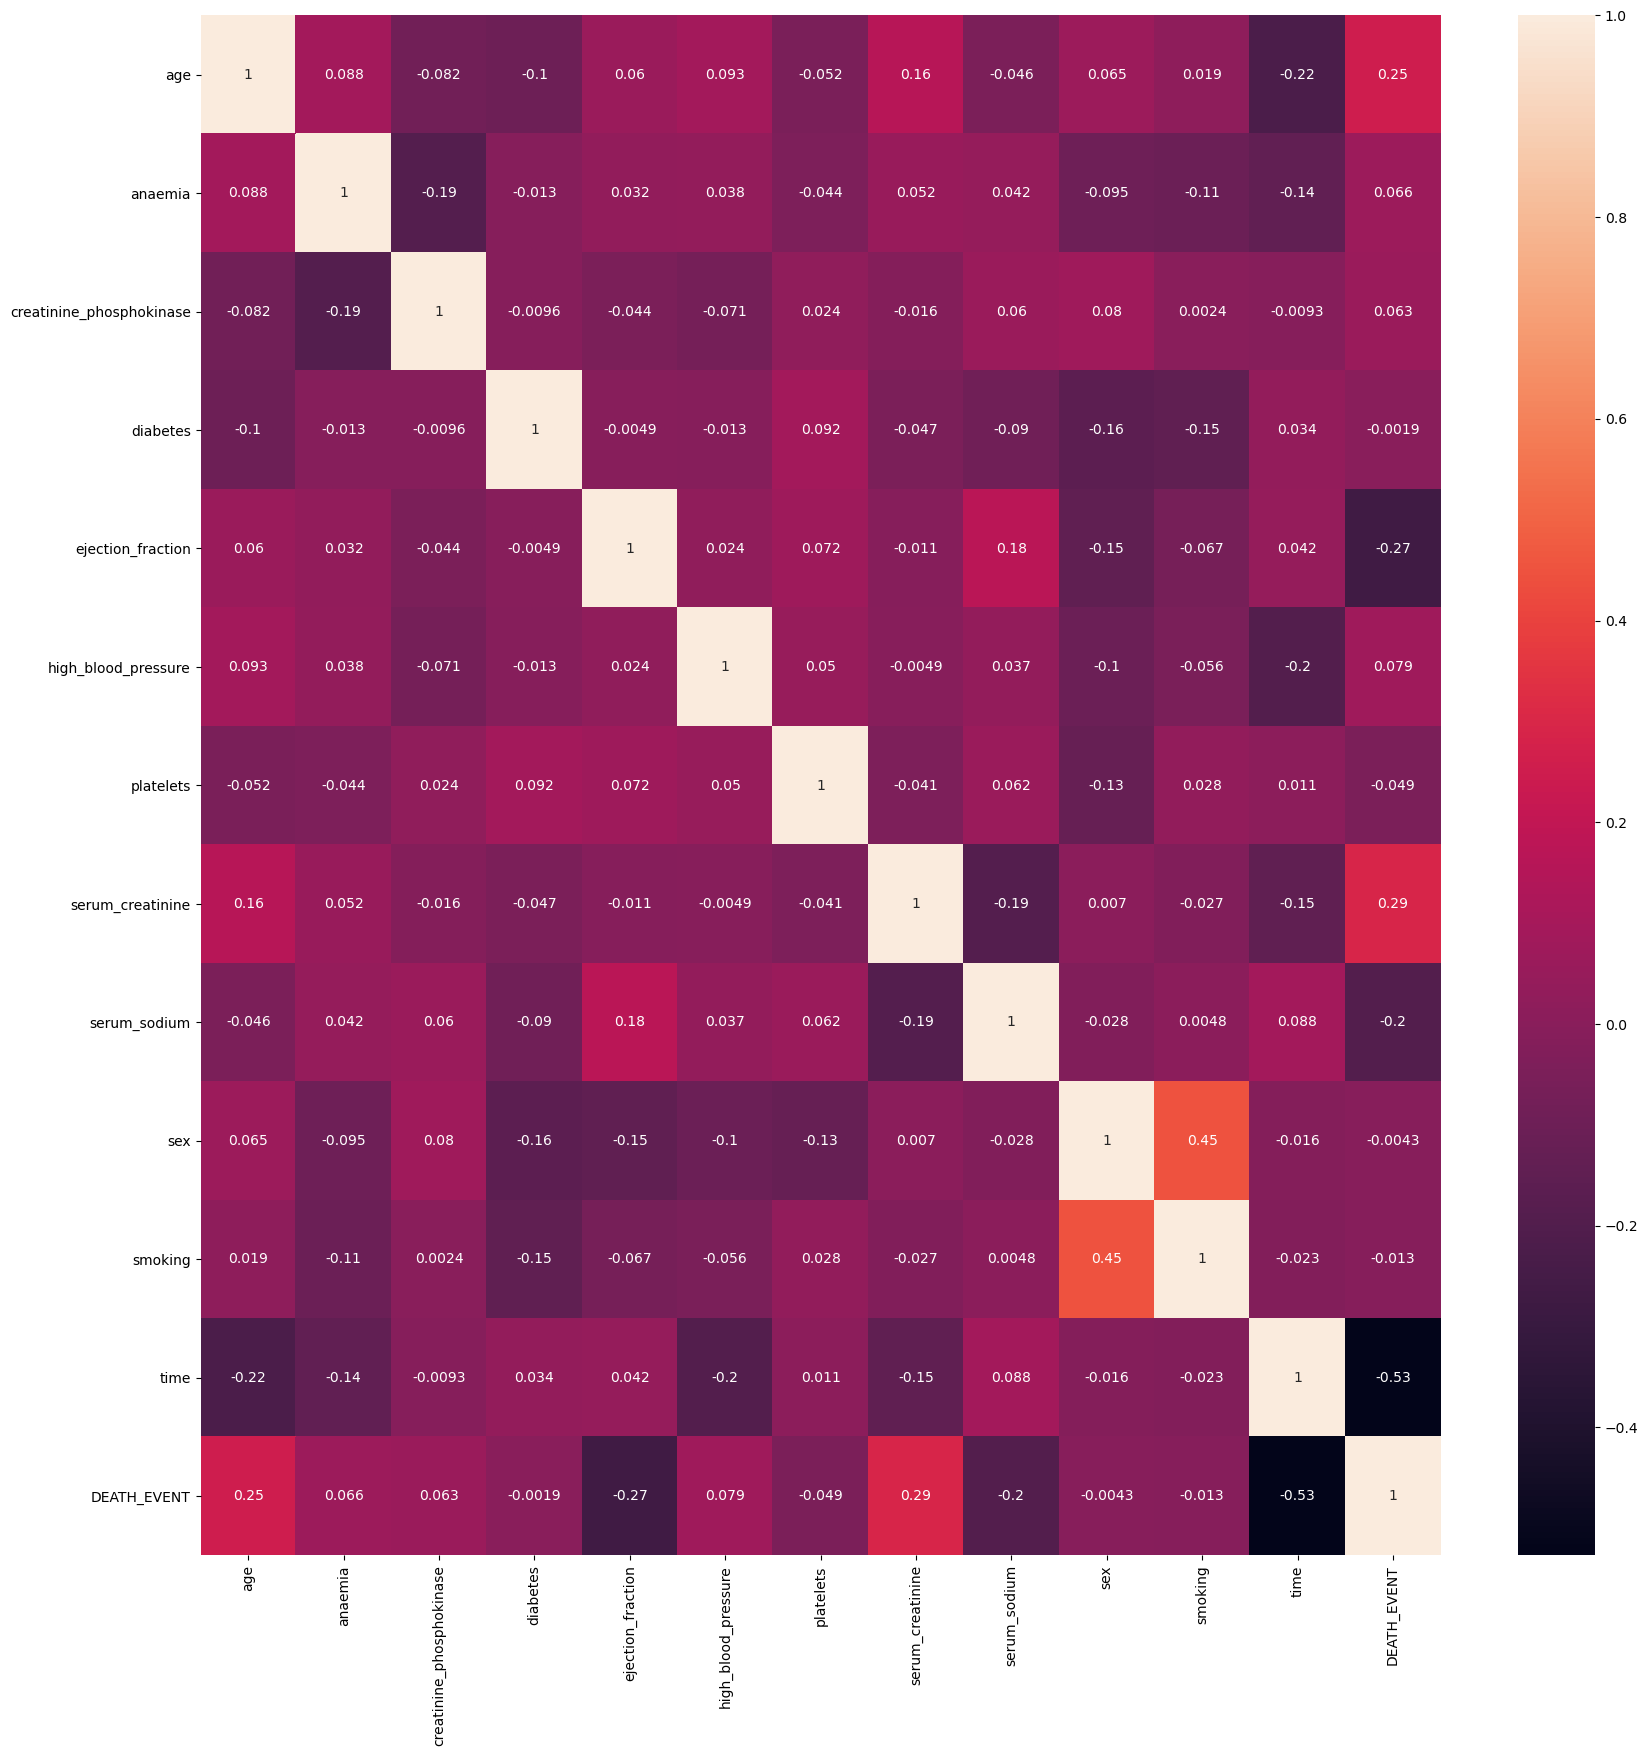 age 1 0.088 -0.082 -0.1 0.06 0.093 -0.052 0.16 -0.046 0.065 0.019 -0.22 0.25
anaemia 0.088 1 -0.19 -0.013 0.032 0.038 -0.044 0.052 0.042 -0.095 -0.11 -0.14 0.066
creatinine_phosphokinase -0.082 -0.19 1 -0.0096 -0.044 -0.071 0.024 -0.016 0.06 0.08 0.0024 -0.0093 0.063
diabetes -0.1 -0.013 -0.0096 1 -0.0049 -0.013 0.092 -0.047 -0.09 -0.16 -0.15 0.034 -0.0019
ejection_fraction 0.06 0.032 -0.044 -0.0049 1 0.024 0.072 -0.011 0.18 -0.15 -0.067 0.042 -0.27
high_blood_pressure 0.093 0.038 -0.071 -0.013 0.024 1 0.05 -0.0049 0.037 -0.1 -0.056 -0.2 0.079
platelets -0.052 -0.044 0.024 0.092 0.072 0.05 1 -0.041 0.062 -0.13 0.028 0.011 -0.049
serum_creatinine 0.16 0.052 -0.016 -0.047 -0.011 -0.0049 -0.041 1 -0.19 0.007 -0.027 -0.15 0.29
serum_sodium -0.046 0.042 0.06 -0.09 0.18 0.037 0.062 -0.19 1 -0.028 0.0048 0.088 -0.2
sex 0.065 -0.095 0.08 -0.16 -0.15 -0.1 -0.13 0.007 -0.028 1 0.45 -0.016 -0.0043
smoking 0.019 -0.11 0.0024 -0.15 -0.067 -0.056 0.028 -0.027 0.0048 0.45 1 -0.023 -0.013
time -0.22 -0.14 -0.0093 0.034 0.042 -0.2 0.011 -0.15 0.088 -0.016 -0.023 1 -0.53
DEATH_EVENT 0.25 0.066 0.063 -0.0019 -0.27 0.079 -0.049 0.29 -0.2 -0.0043 -0.013 -0.53 1
age
anaemia
creatinine_phosphokinase
diabetes
ejection_fraction
high_blood_pressure
platelets
serum_creatinine
serum_sodium
sex
smoking
time
DEATH_EVENT
1.0
0.8
0.6
0.4
0.2
0.0
−0.2
−0.4